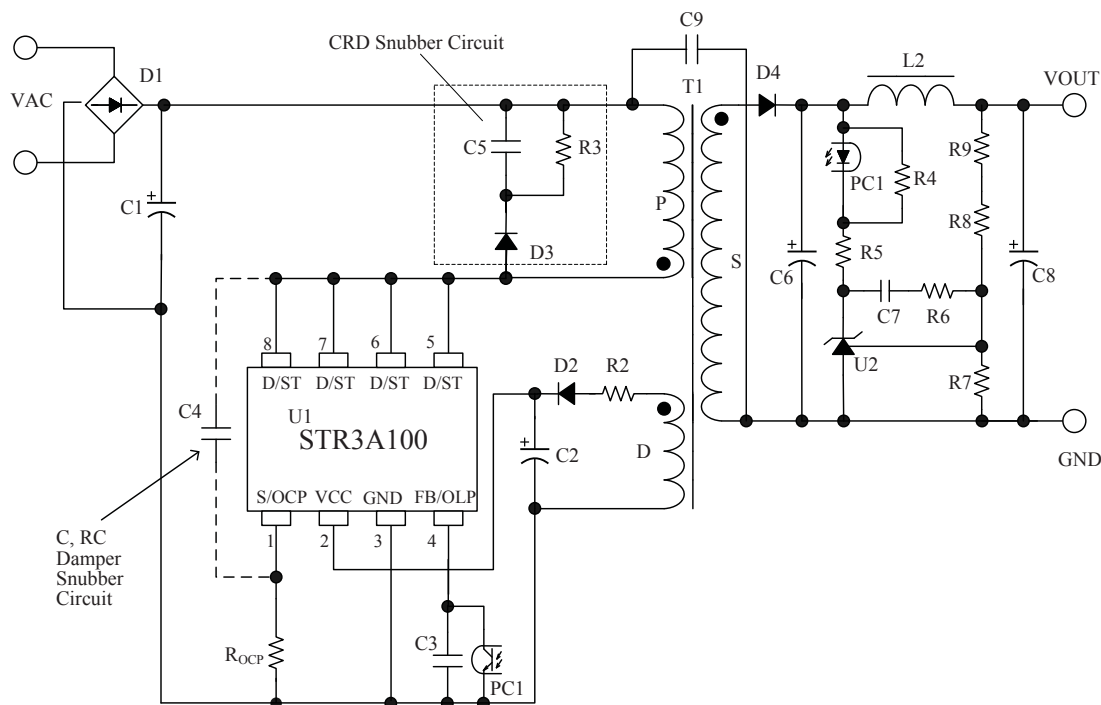 CRD Snubber Circuit
C9
D1
VAC
T1
D4
L2
VOUT
C5
R3
PC1
R4
R9
C1
P
R8
D3
S
R5
C6
C8
C7
R6
8
7
6
5
U2
D/ST
D/ST
D/ST
D/ST
D2
R2
R7
C4
U1
STR3A100
C2
D
GND
S/OCP
VCC
GND
FB/OLP
1
2
3
4
C, RC
Damper
Snubber
Circuit
ROCP
C3
PC1